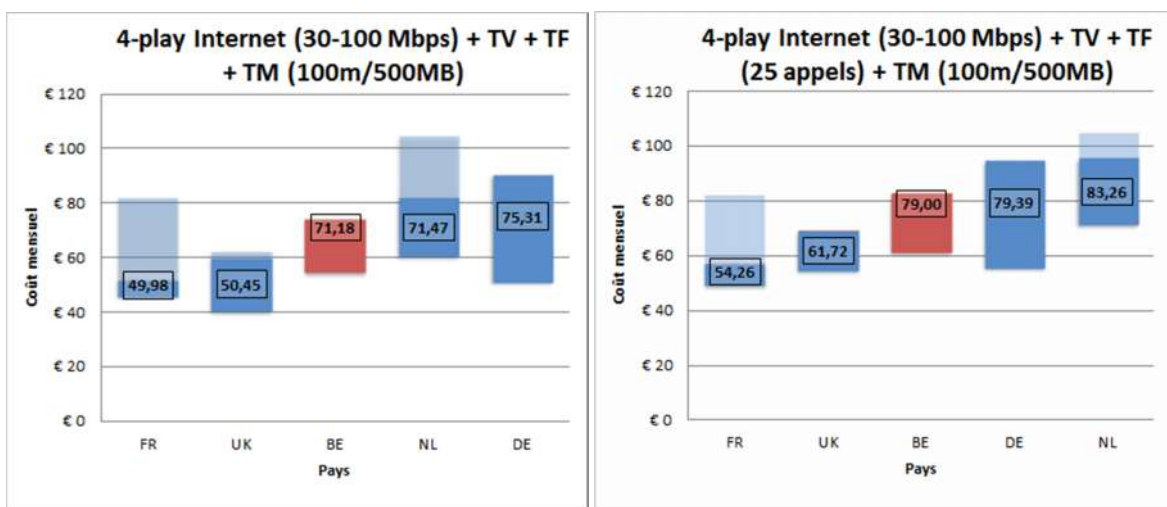 4-play Internet (30-100 Mbps) + TV + TF
+ TM (100m/500MB)
€ 120
€ 100
€ 80
€ 60
€ 40
€ 20
€ 0
Coût mensuel
49,98
50,45
71,18
71,47
75,31
FR
UK
BE
NL
DE
Pays
4-play Internet (30-100 Mbps) + TV + TF
(25 appels) + TM (100m/500MB)
€ 120
€ 100
€ 80
€ 60
€ 40
€ 20
€ 0
Coût mensuel
54,26
61,72
79,00
79,39
83,26
FR
UK
BE
DE
NL
Pays